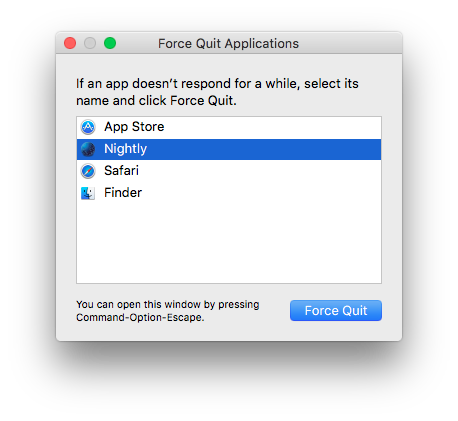 Force Quit Applications
If an app doesn’t respond for a while, select its
name and click Force Quit.
App Store
Nightly
Safari
Finder
You can open this window by pressing
Command-Option-Escape.
Force Quit